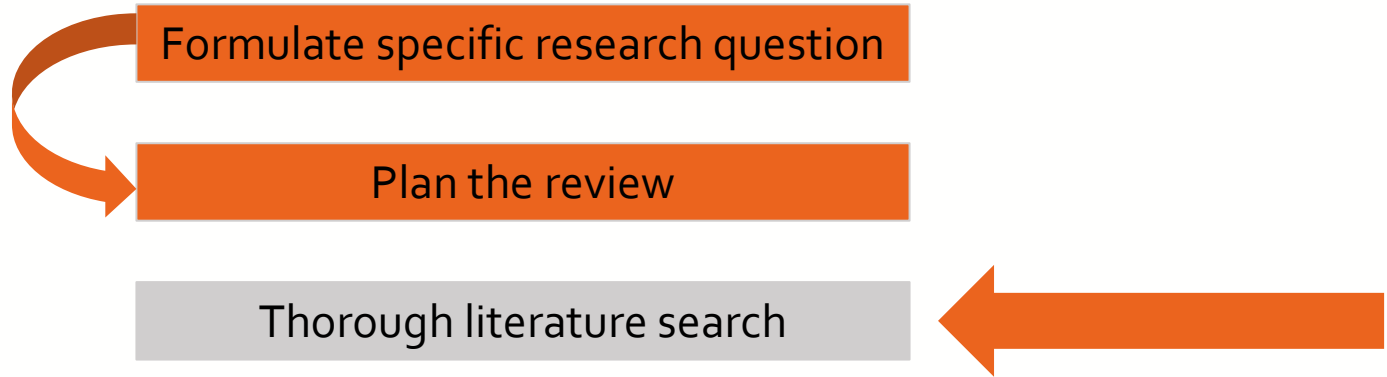 Formulate specific research question
Plan the review
Thorough literature search